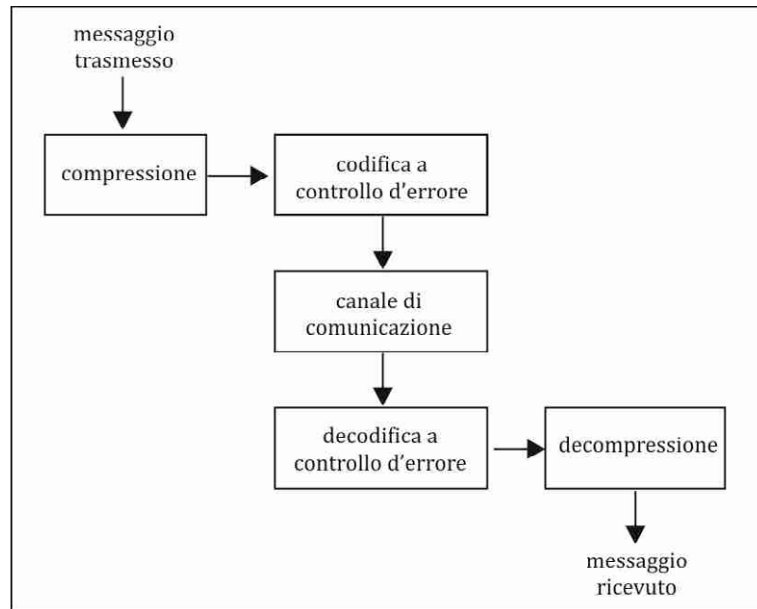 messaggio
trasmesso
compressione
codifica a
controllo d'errore
canale di
comunicazione
decodifica a
controllo d'errore
decompressione
messaggio
ricevuto